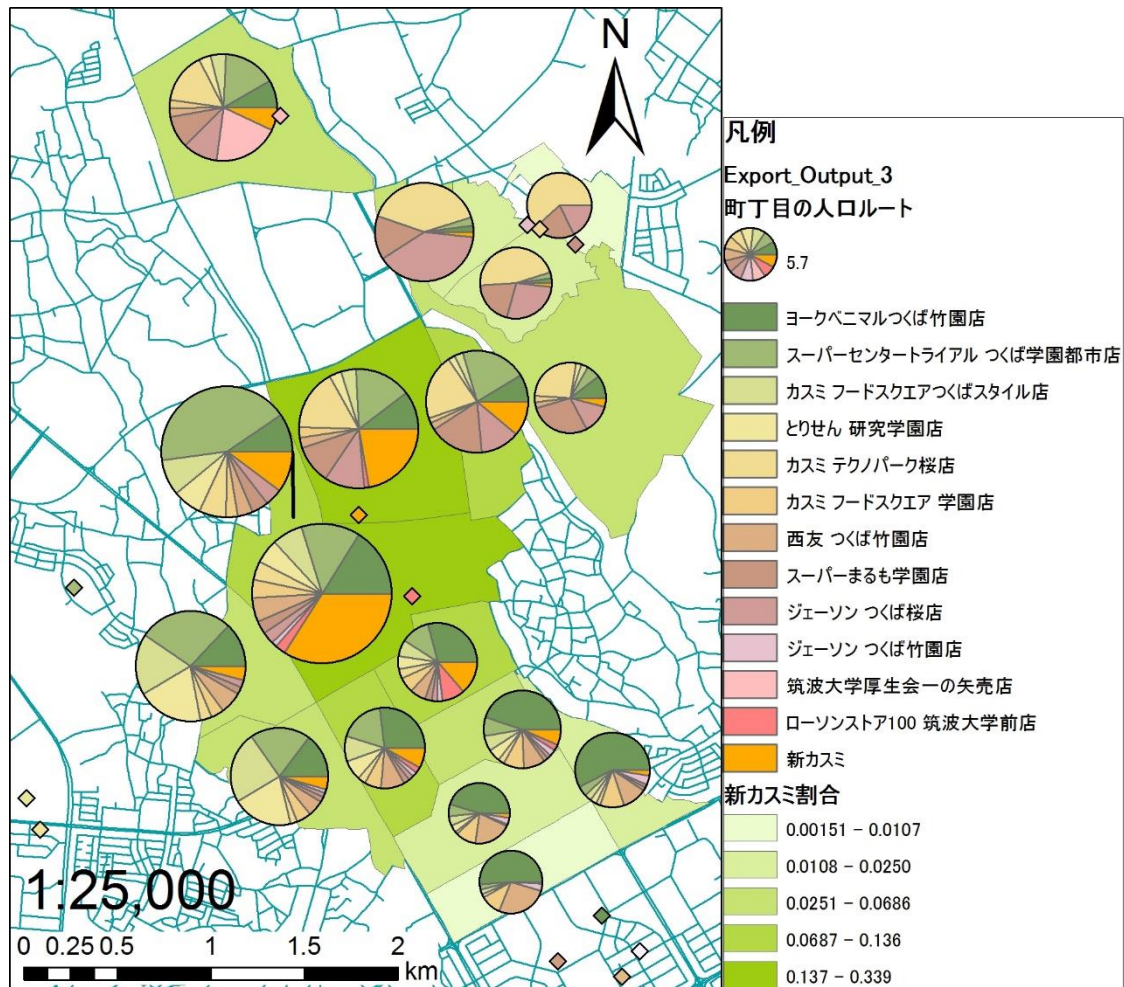 N
1:25,000
0 0.25 0.5 1 1.5 2
km
凡例
Export_Output_3
町丁目の人口ルート
5.7
ヨークベニマルつくば竹園店
スーパーセンタートライアル つくば学園都市店
カスミ フードスクエアつくばスタイル店
とりせん 研究学園店
カスミ テクノパーク桜店
カスミ フードスクエア 学園店
西友 つくば竹園店
スーパーまるも学園店
ジェーソン つくば桜店
ジェーソン つくば竹園店
筑波大学厚生会一の矢売店
ローソンストア100 筑波大学前店
新カスミ
新カスミ割合
0.00151 - 0.0107
0.0108 - 0.0250
0.0251 - 0.0686
0.0687 - 0.136
0.137 - 0.339